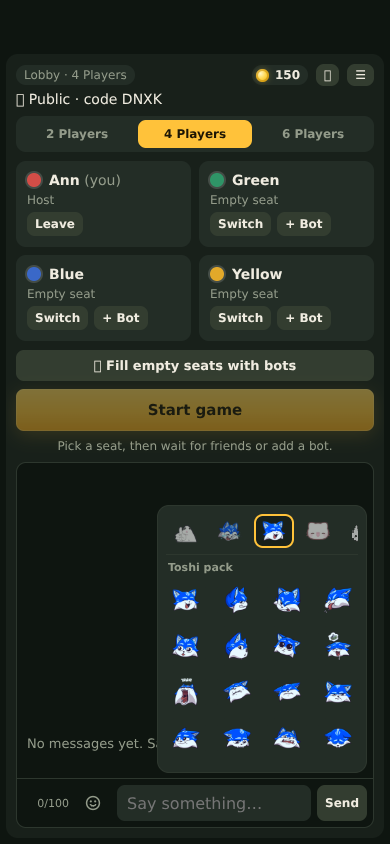 Lobby · 4 Players
150
Public · code DNXK
2 Players
4 Players
6 Players
Ann (you)
Host
Leave
Green
Empty seat
Switch
+ Bot
Blue
Empty seat
Switch
+ Bot
Yellow
Empty seat
Switch
+ Bot
Fill empty seats with bots
Start game
Pick a seat, then wait for friends or add a bot.
Toshi pack
No messages yet.
0/100
Say something...
Send